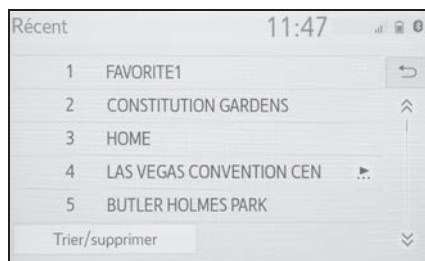 Récent 11:47
1 FAVORITE1
2 CONSTITUTION GARDENS
3 HOME
4 LAS VEGAS CONVENTION CEN
5 BUTLER HOLMES PARK
Trier/supprimer